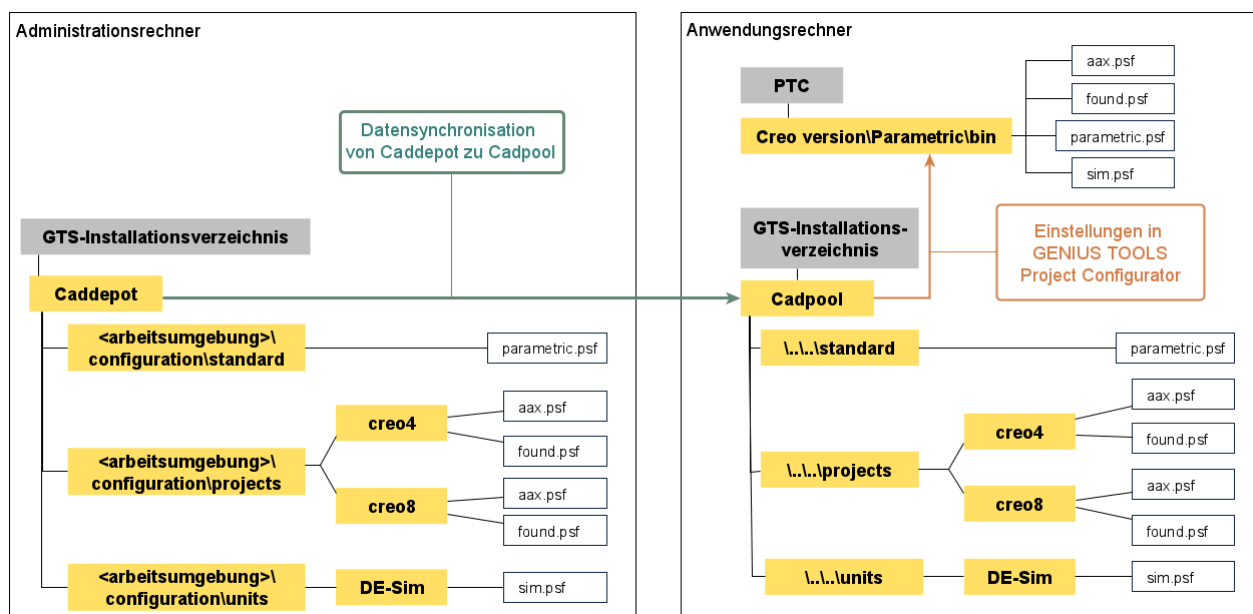 Administrationsrechner
Datensynchronisation
von Caddepot zu Cadpool
GTS-Installationsverzeichnis
Caddepot
<arbeitsumgebung>\
configuration\standard
parametric.psf
<arbeitsumgebung>\
configuration\projects
creo4
aax.psf
found.psf
creo8
aax.psf
found.psf
<arbeitsumgebung>\
configuration\units
DE-Sim
sim.psf
Anwendungsrechner
PTC
Creo version\Parametric\bin
aax.psf
found.psf
parametric.psf
sim.psf
GTS-Installations-
verzeichnis
Einstellungen in
GENIUS TOOLS
Project Configurator
Cadpool
\..\..\standard
parametric.psf
\..\..\projects
creo4
aax.psf
found.psf
creo8
aax.psf
found.psf
\..\..\units
DE-Sim
sim.psf